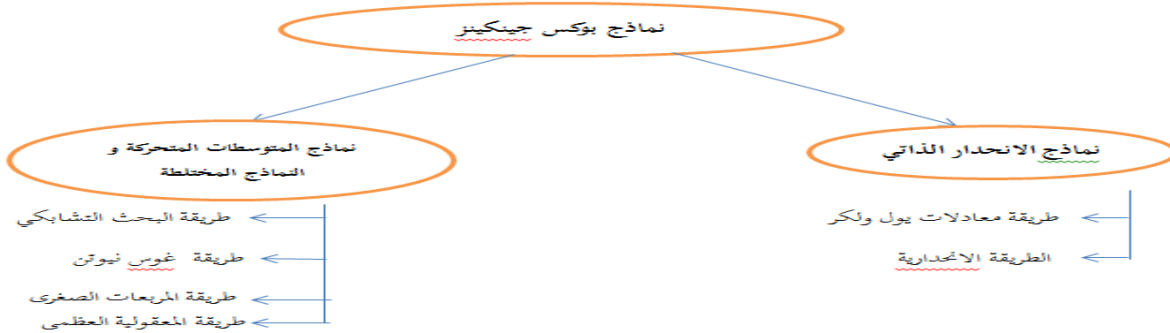 نماذج بوكس جينكينز
نماذج الانحدار الذاتي
طريقة معادلات يول ولكر
الطريقة الانحدارية
نماذج المتوسطات المتحركة و
النماذج المختلطة
طريقة البحث التشابكي
طريقة غوس نيوتن
طريقة المربعات الصغرى
طريقة المعقولية العظمى